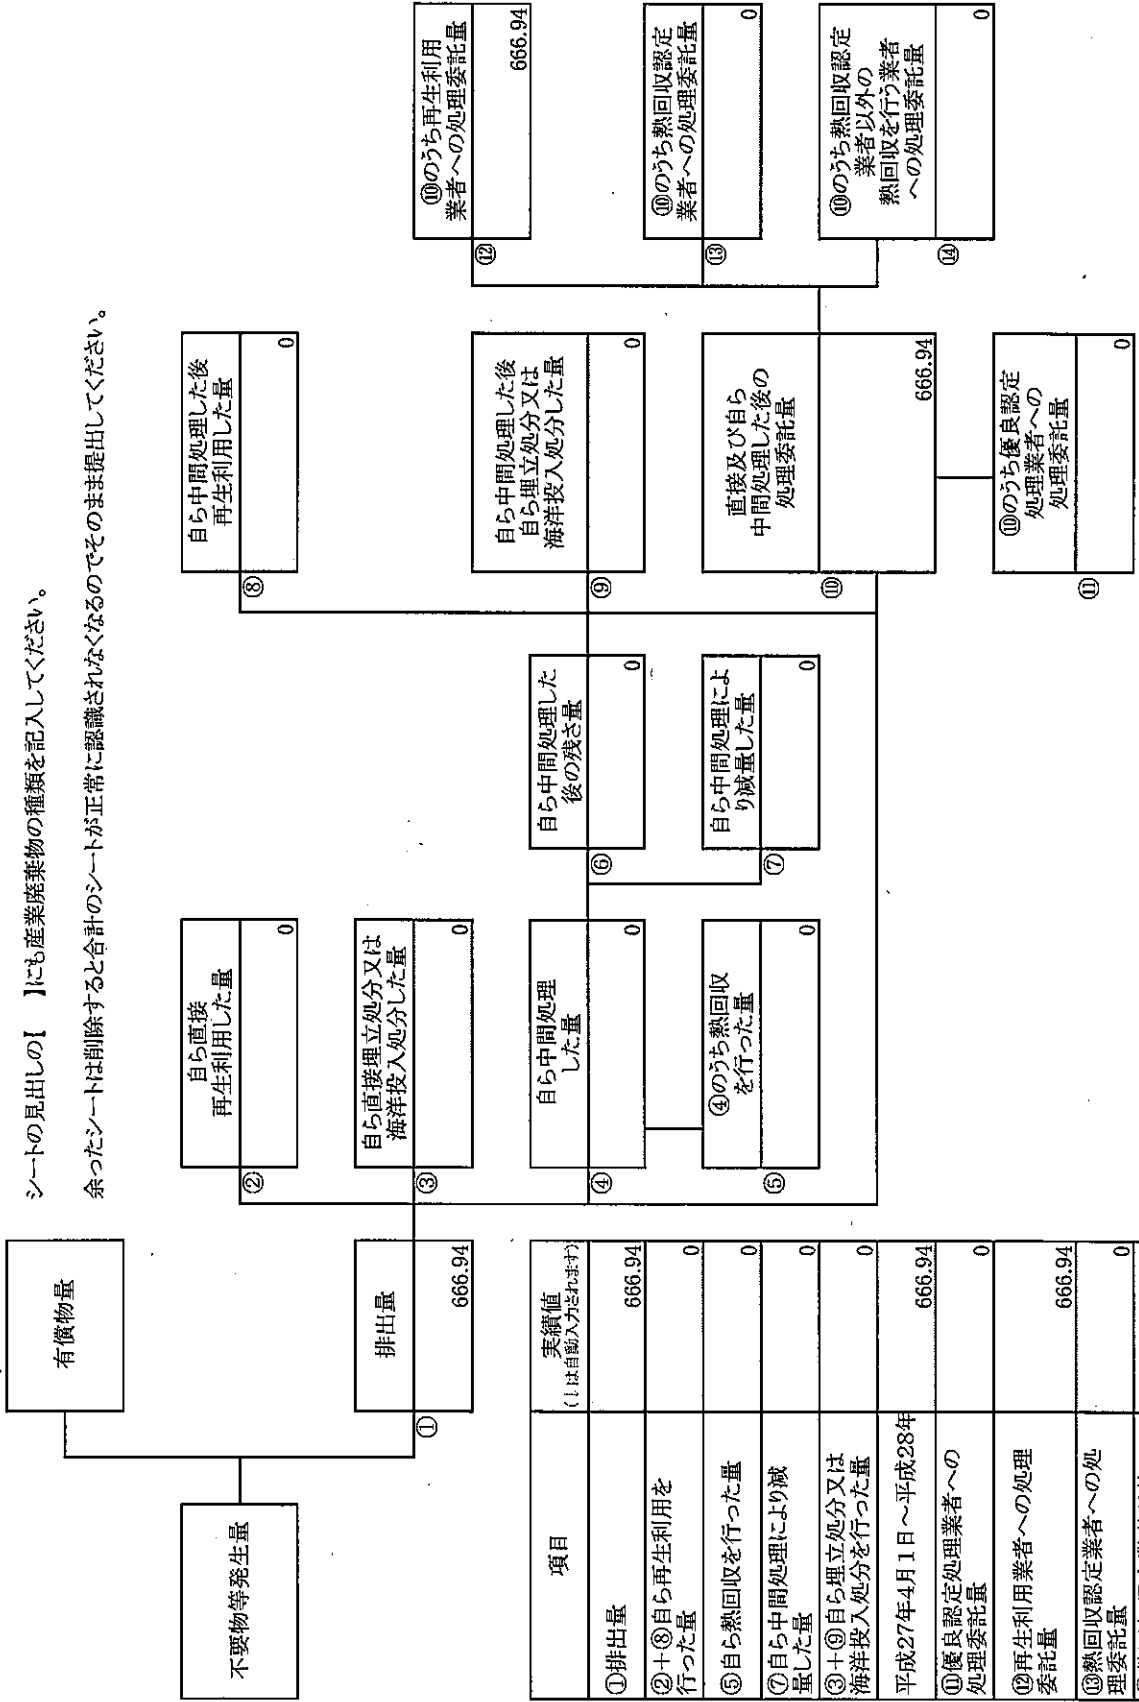 シートの見出しの【　】にも産業廃棄物の種類を記入してください。
余ったシートは削除すると合計のシートが正常に認識されなくなるのでそのまま提出してください。
不要物等発生量
有償物量
①
排出量
666.94
②
自ら直接
再生利用した量
0
③
自ら直接埋立処分又は
海洋投入処分した量
0
④
自ら中間処理
した量
0
⑤
④のうち熱回収
を行った量
0
⑥
自ら中間処理した
後の残さ量
0
⑦
自ら中間処理によ
り減量した量
0
⑧
自ら中間処理した後
再生利用した量
0
⑨
自ら中間処理した後
自ら埋立処分又は
海洋投入処分した量
0
⑩
直接及び自ら
中間処理した後の
処理委託量
666.94
⑪
⑩のうち優良認定
処理業者への
処理委託量
0
⑫
⑩のうち再生利用
業者への処理委託量
666.94
⑬
⑩のうち熱回収認定
業者への処理委託量
0
⑭
⑩のうち熱回収認定
業者以外の
熱回収を行う業者
への処理委託量
0
項目
実績値
①排出量
666.94
②＋⑧自ら再生利用を
行った量
0
⑤自ら熱回収を行った量
0
⑦自ら中間処理により減
量した量
0
③＋⑨自ら埋立処分又は
海洋投入処分を行った量
0
平成27年4月1日～平成28年
666.94
⑪優良認定処理業者への
処理委託量
0
⑫再生利用業者への処理
委託量
666.94
⑬熱回収認定業者への処
理委託量
0